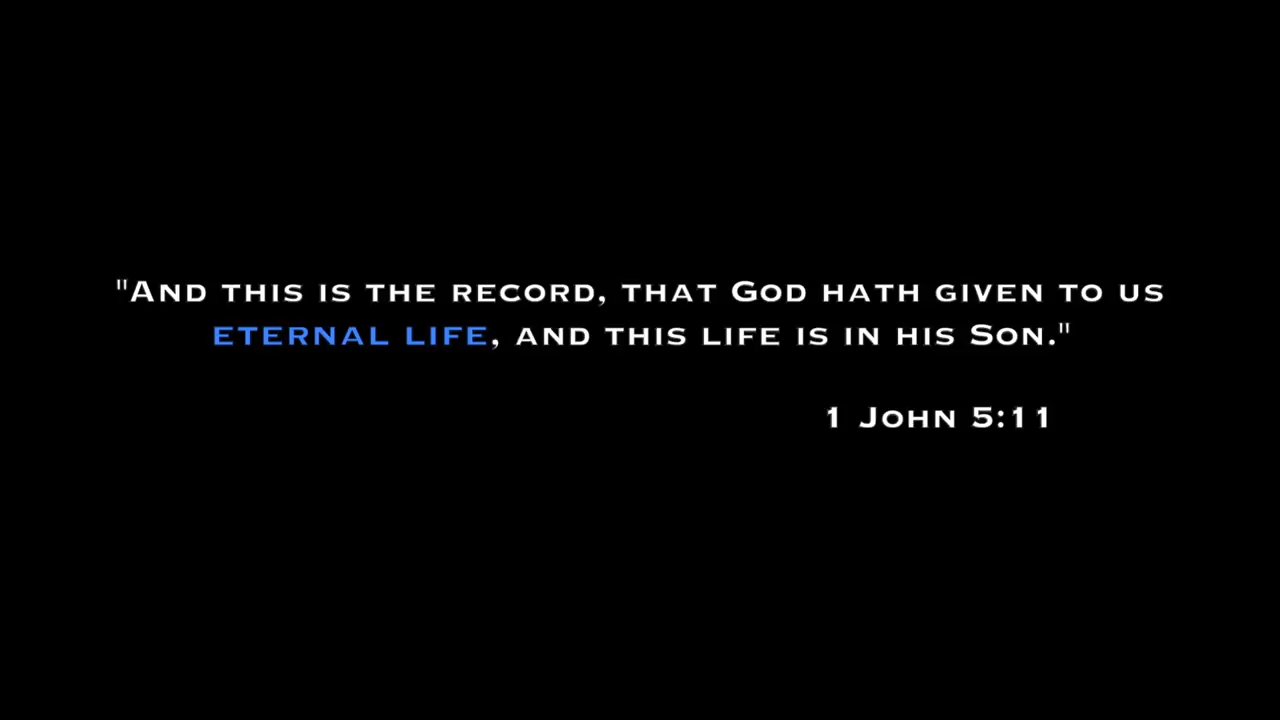 "And this is the record, that God hath given to us
eternal life, and this life is in his Son."
1 John 5:11